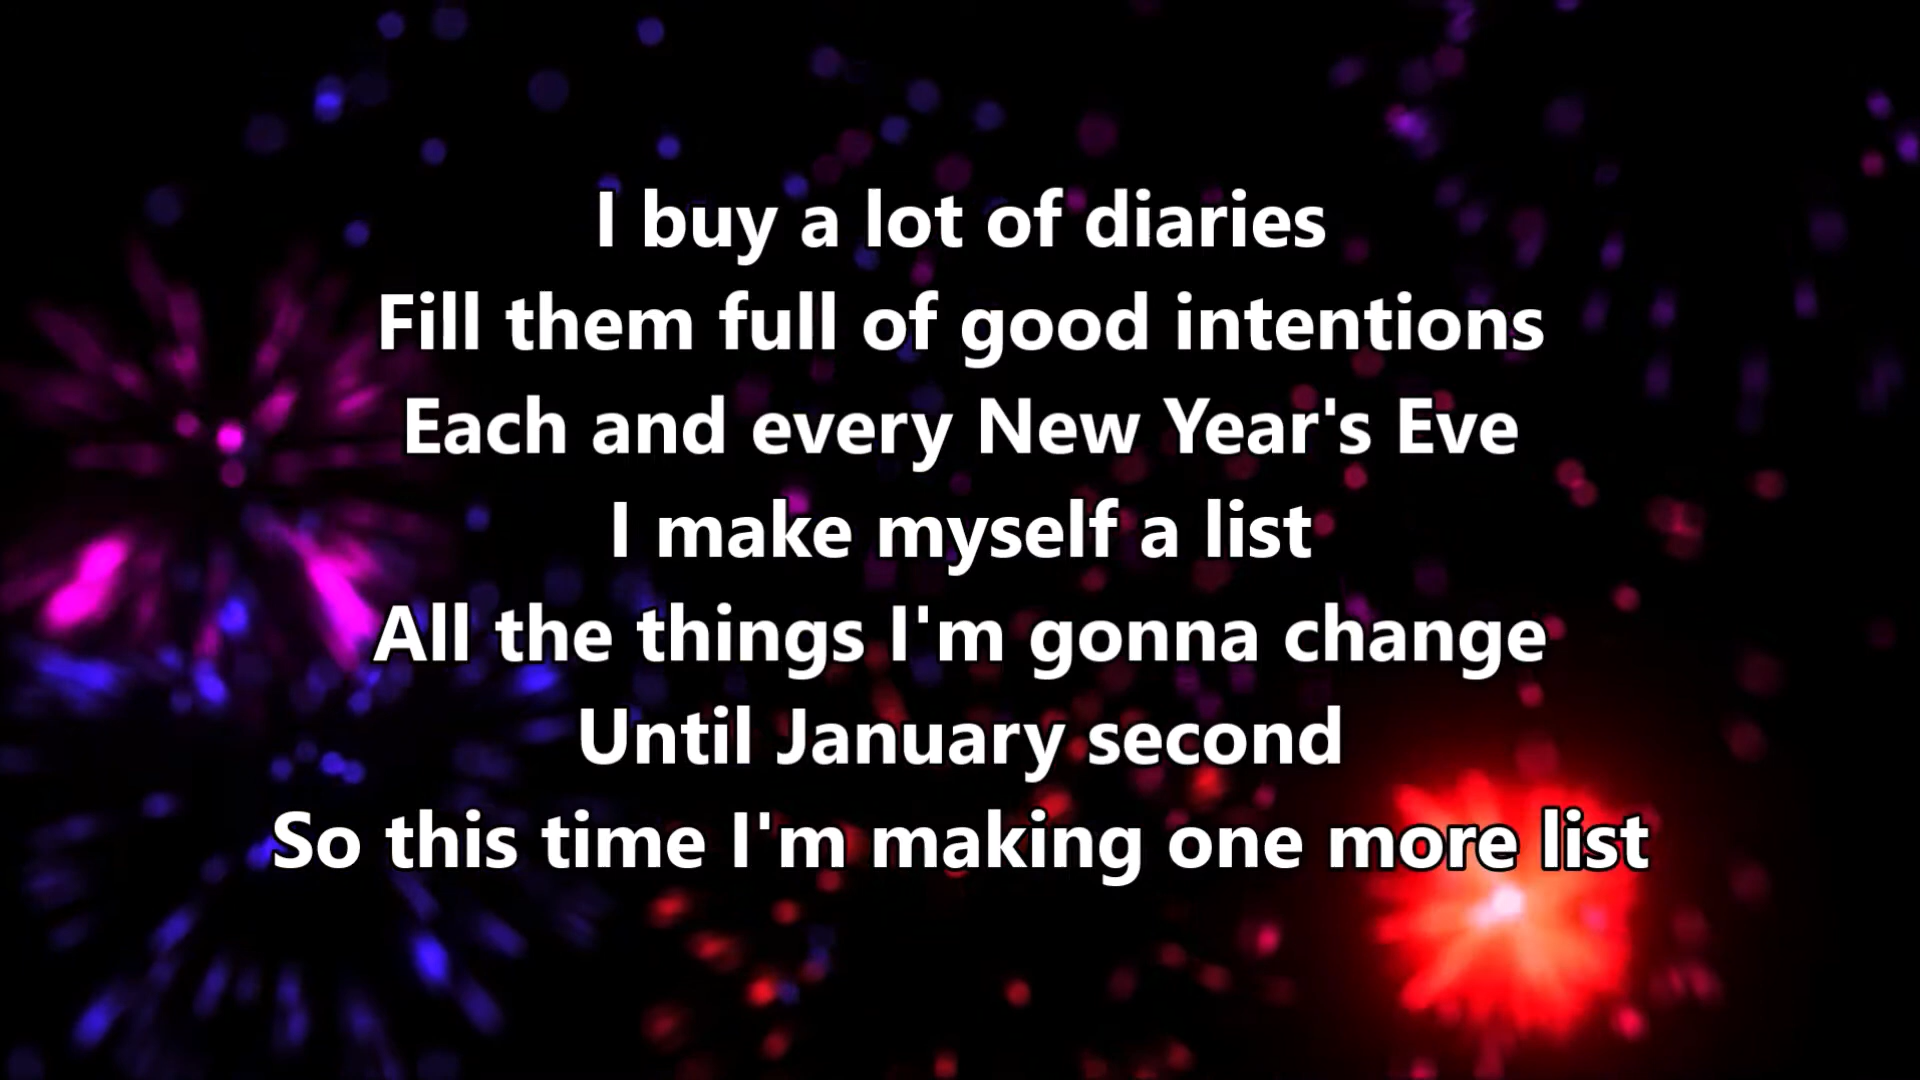 I buy a lot of diaries
Fill them full of good intentions
Each and every New Year's Eve
I make myself a list
All the things I'm gonna change
Until January second
So this time I'm making one more list